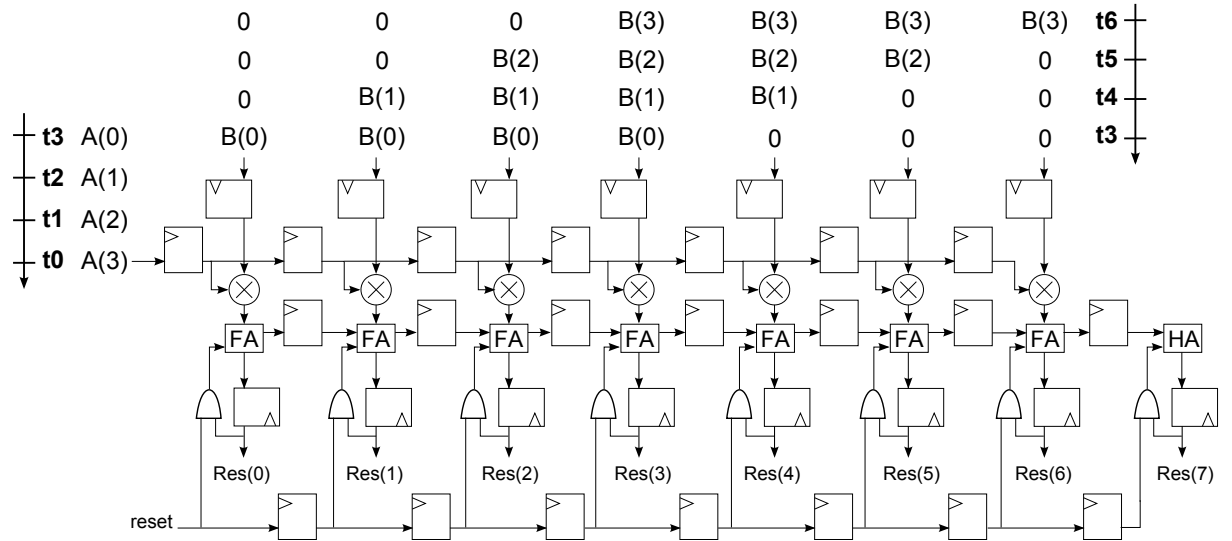 0 0 0 B(3) B(3) B(3) B(3) t6
0 0 B(2) B(2) B(2) B(2) 0 t5
0 B(1) B(1) B(1) B(1) 0 0 t4
t3 A(0) B(0) B(0) B(0) B(0) 0 0 0 t3
t2 A(1)
t1 A(2)
t0 A(3)
FA FA FA FA FA FA FA HA
Res(0) Res(1) Res(2) Res(3) Res(4) Res(5) Res(6) Res(7)
reset